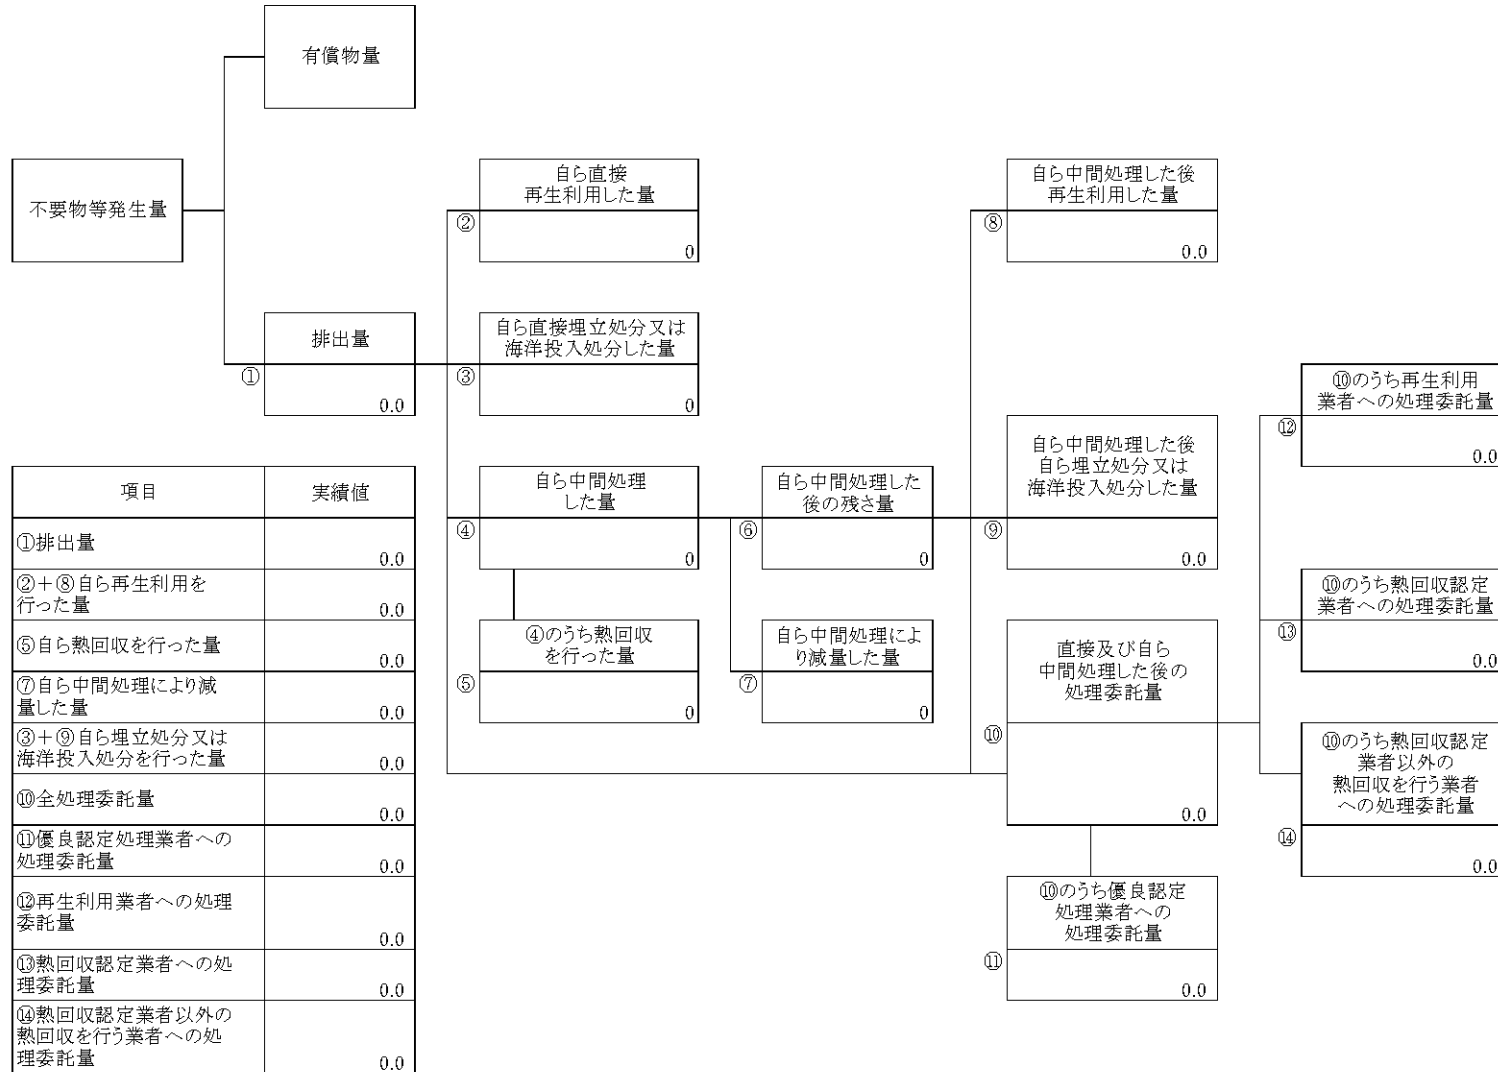 有償物量
不要物等発生量
自ら直接
再生利用した量
②
0
自ら中間処理した後
再生利用した量
⑧
0.0
排出量
①
0.0
自ら直接埋立処分又は
海洋投入処分した量
③
0
⑩のうち再生利用
業者への処理委託量
⑫
0.0
自ら中間処理
した量
④
0
自ら中間処理した
後の残さ量
⑥
0
自ら中間処理した後
自ら埋立処分又は
海洋投入処分した量
⑨
0.0
⑩のうち熱回収認定
業者への処理委託量
⑬
0.0
④のうち熱回収
を行った量
⑤
0
自ら中間処理によ
り減量した量
⑦
0
直接及び自ら
中間処理した後の
処理委託量
⑩
0.0
⑩のうち熱回収認定
業者以外の
熱回収を行う業者
への処理委託量
⑭
0.0
⑩のうち優良認定
処理業者への
処理委託量
⑪
0.0
項目 実績値
①排出量
0.0
②+⑧自ら再生利用を
行った量 0.0
⑤自ら熱回収を行った量
0.0
⑦自ら中間処理により減
量した量 0.0
③+⑨自ら埋立処分又は
海洋投入処分を行った量 0.0
⑩全処理委託量
0.0
⑪優良認定処理業者への
処理委託量 0.0
⑫再生利用業者への処理
委託量
0.0
⑬熱回収認定業者への処
理委託量 0.0
⑭熱回収認定業者以外の
熱回収を行う業者への処
理委託量 0.0